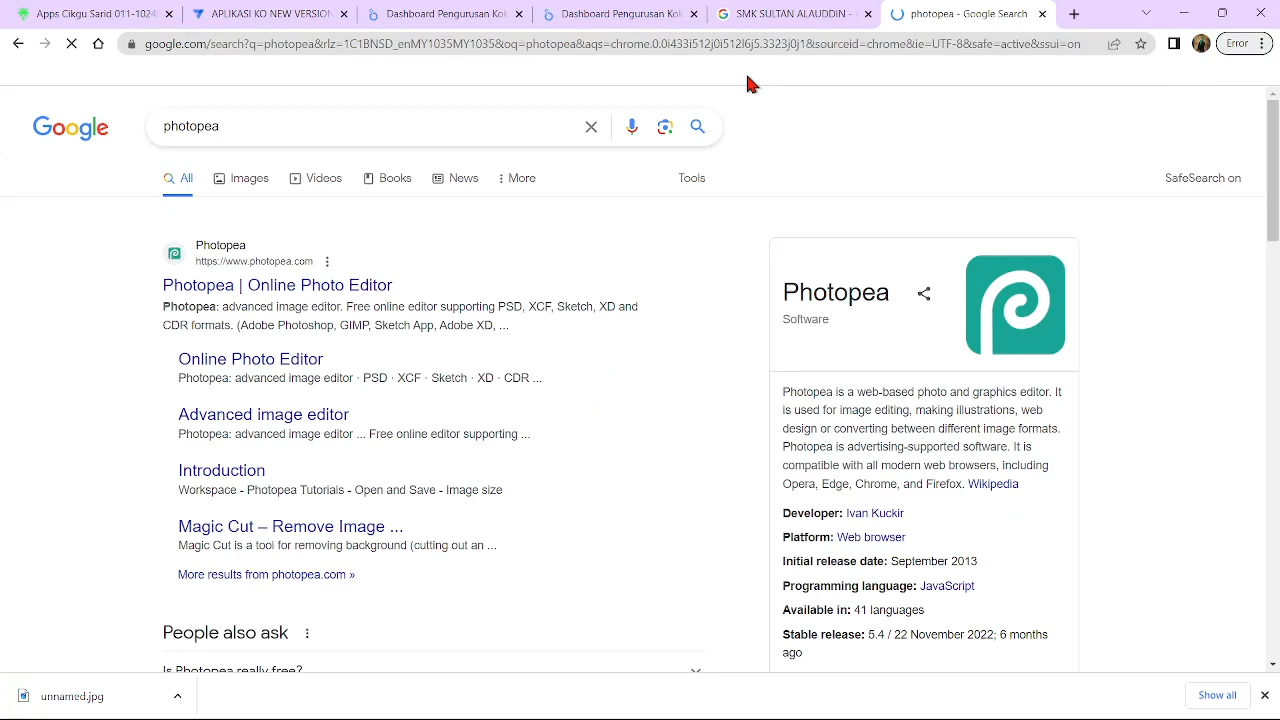 Apps Cikgu Sarid 011-1024
APLIKASI KO NEW VERSION
Dashboard Pengurusan Kok
Dashboard Pengurusan Kok
SMK SULTAN ALAUDDIN -
photopea - Google Search
google.com/search?q=photopea&rlz=1C1BNSD_enMY1035MY1035&oq=photopea&aqs=chrome.0.0i433i512j0i512l6j5.3323j0j1&sourceid=chrome&ie=UTF-8&safe=active&ssui=on
Error
Google
photopea
All
Images
Videos
Books
News
More
Tools
SafeSearch on
Photopea
https://www.photopea.com
Photopea | Online Photo Editor
Photopea: advanced image editor. Free online editor supporting PSD, XCF, Sketch, XD and
CDR formats. (Adobe Photoshop, GIMP, Sketch App, Adobe XD, ...
Online Photo Editor
Photopea: advanced image editor · PSD · XCF · Sketch · XD · CDR ...
Advanced image editor
Photopea: advanced image editor ... Free online editor supporting ...
Introduction
Workspace - Photopea Tutorials - Open and Save - Image size
Magic Cut – Remove Image ...
Magic Cut is a tool for removing background (cutting out an ...
More results from photopea.com »
People also ask
Is Photopea really free?
Photopea
Software
Photopea is a web-based photo and graphics editor. It
is used for image editing, making illustrations, web
design or converting between different image formats.
Photopea is advertising-supported software. It is
compatible with all modern web browsers, including
Opera, Edge, Chrome, and Firefox. Wikipedia
Developer: Ivan Kuckir
Platform: Web browser
Initial release date: September 2013
Programming language: JavaScript
Available in: 41 languages
Stable release: 5.4 / 22 November 2022; 6 months
ago
unnamed.jpg
Show all